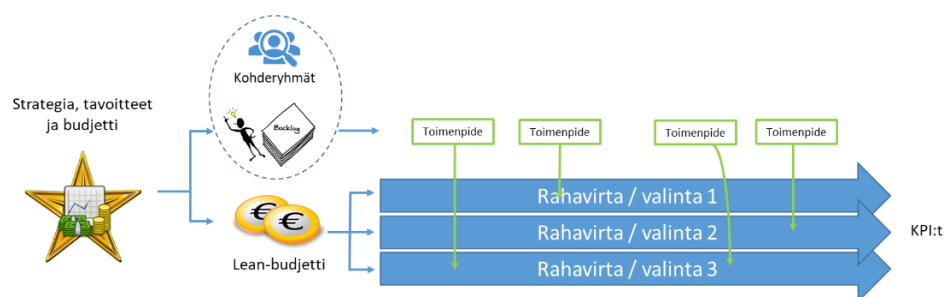 Strategia, tavoitteet
ja budjetti
Kohderyhmät
Backlog
Lean-budjetti
Toimenpide
Toimenpide
Toimenpide
Toimenpide
Rahavirta / valinta 1
Rahavirta / valinta 2
Rahavirta / valinta 3
KPI:t